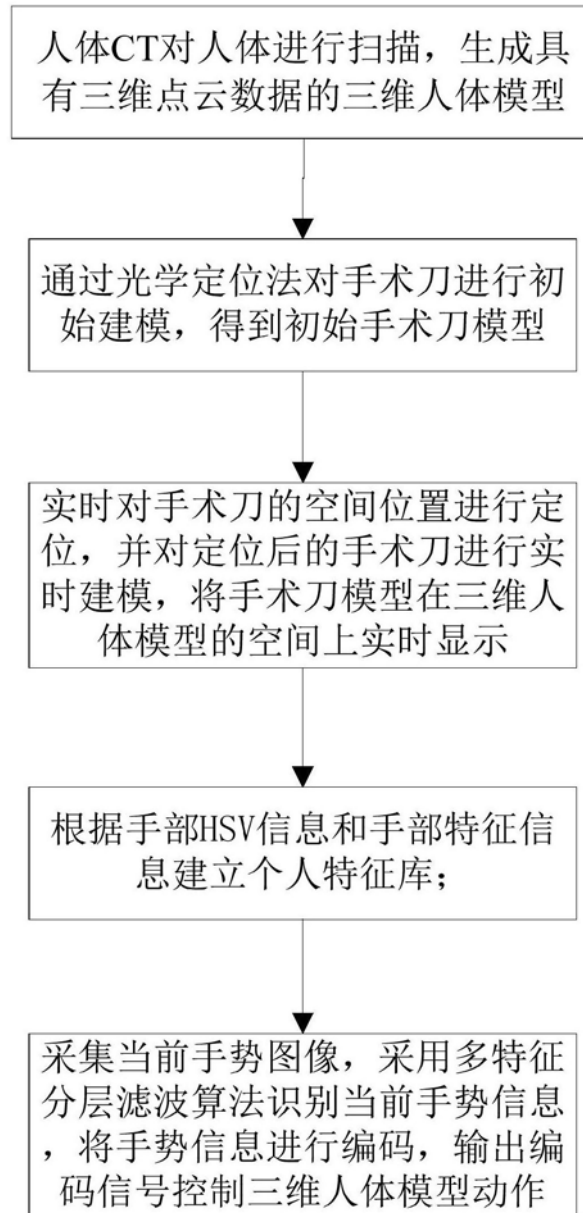 人体CT对人体进行扫描，生成具
有三维点云数据的三维人体模型
通过光学定位法对手术刀进行初
始建模，得到初始手术刀模型
实时对手术刀的空间位置进行定
位，并对定位后的手术刀进行实
时建模，将手术刀模型在三维人
体模型的空间上实时显示
根据手部HSV信息和手部特征信
息建立个人特征库；
采集当前手势图像，采用多特征
分层滤波算法识别当前手势信息
，将手势信息进行编码，输出编
码信号控制三维人体模型动作